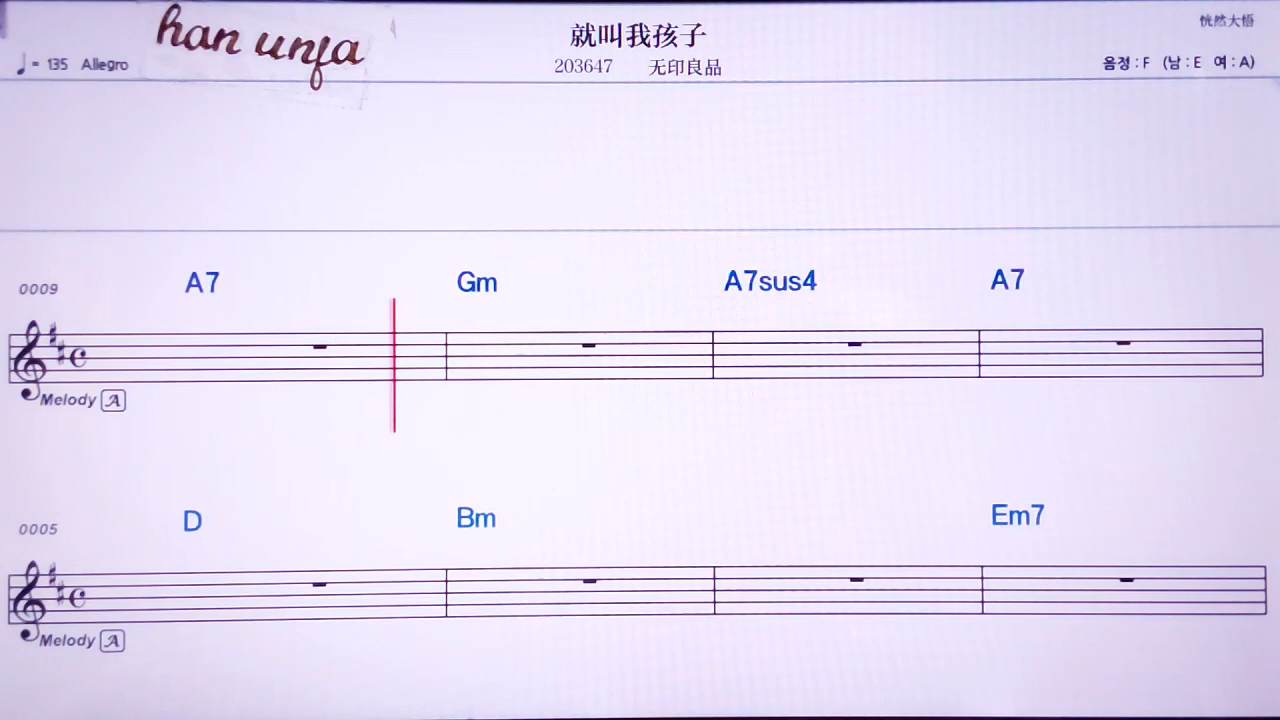 han unfa
就叫我孩子
恍然大悟
♩= 135 Allegro
203647 无印良品
음정 : F (남 : E 여 : A)
0009 A7 Gm A7sus4 A7
Melody A
0005 D Bm Em7
Melody A